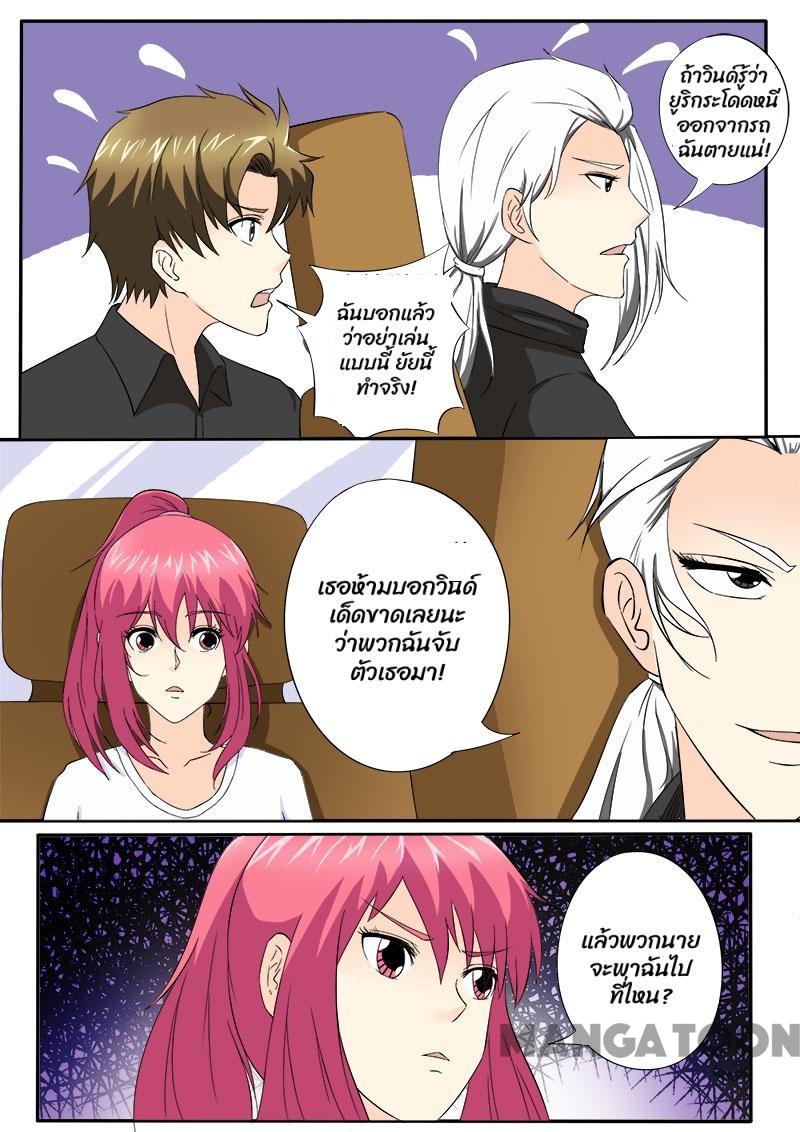 ถ้าวินด์รู้ว่า
ยูริกระโดดหนี
ออกจากรถ
ฉันตายแน่!
ฉันบอกแล้ว
ว่าอย่าเล่น
แบบนี้ ยัยนี่
ทำจริง!
เธอห้ามบอกวินด์
เด็ดขาดเลยนะ
ว่าพวกฉันจับ
ตัวเธอมา!
แล้วพวกนาย
จะพาฉันไป
ที่ไหน?
MANGATOON